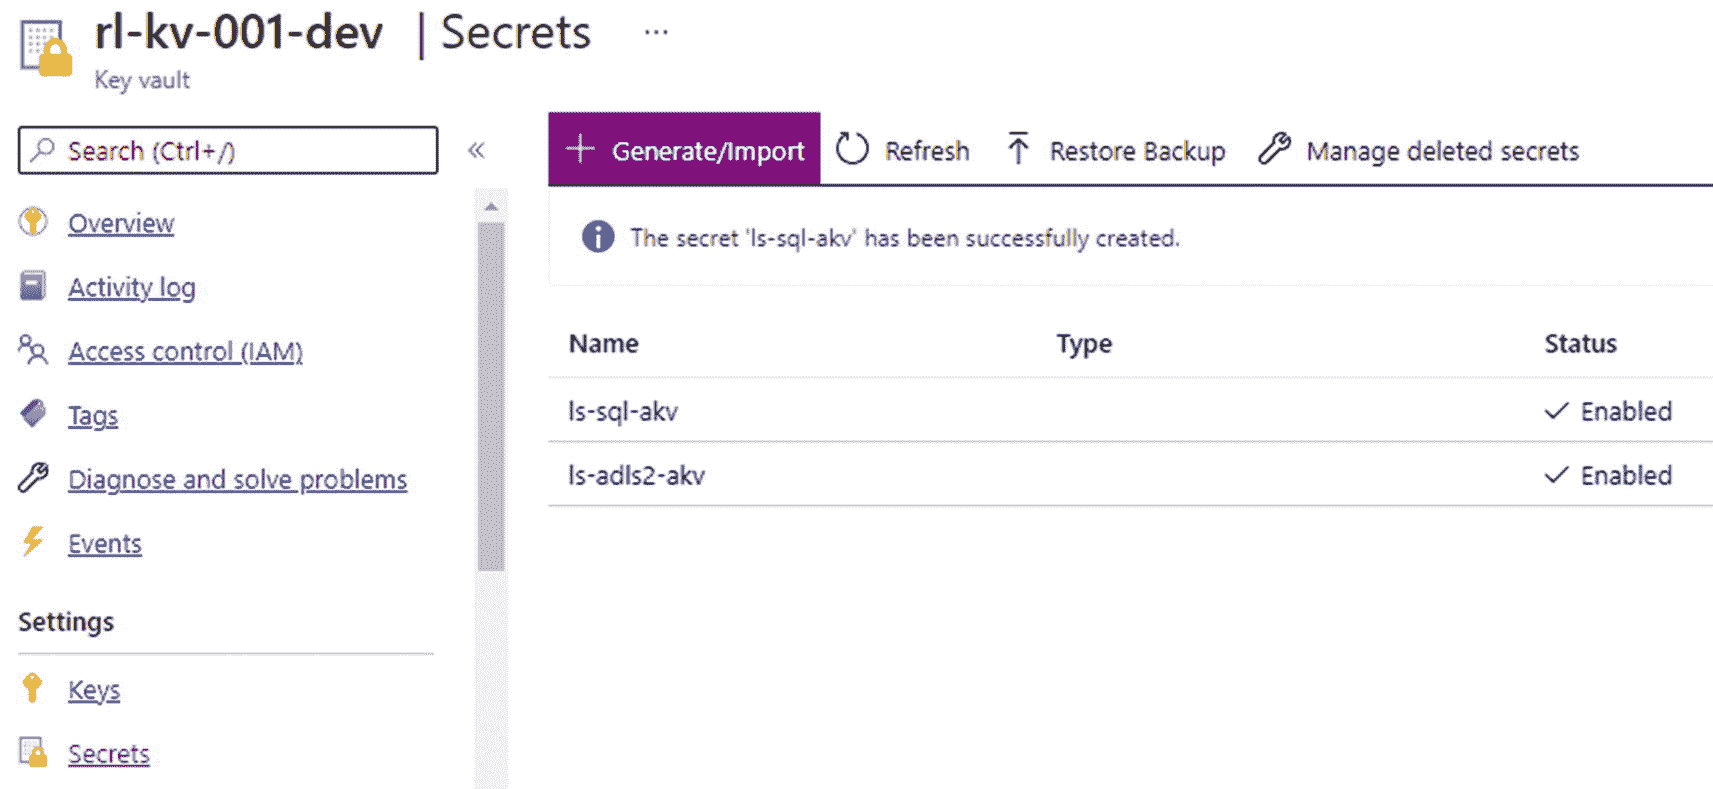 rl-kv-001-dev | Secrets ...
Key vault
Search (Ctrl+/)
«
Overview
Activity log
Access control (IAM)
Tags
Diagnose and solve problems
Events
Settings
Keys
Secrets
Generate/Import Refresh Restore Backup Manage deleted secrets
The secret 'ls-sql-akv' has been successfully created.
Name Type Status
ls-sql-akv Enabled
ls-adls2-akv Enabled